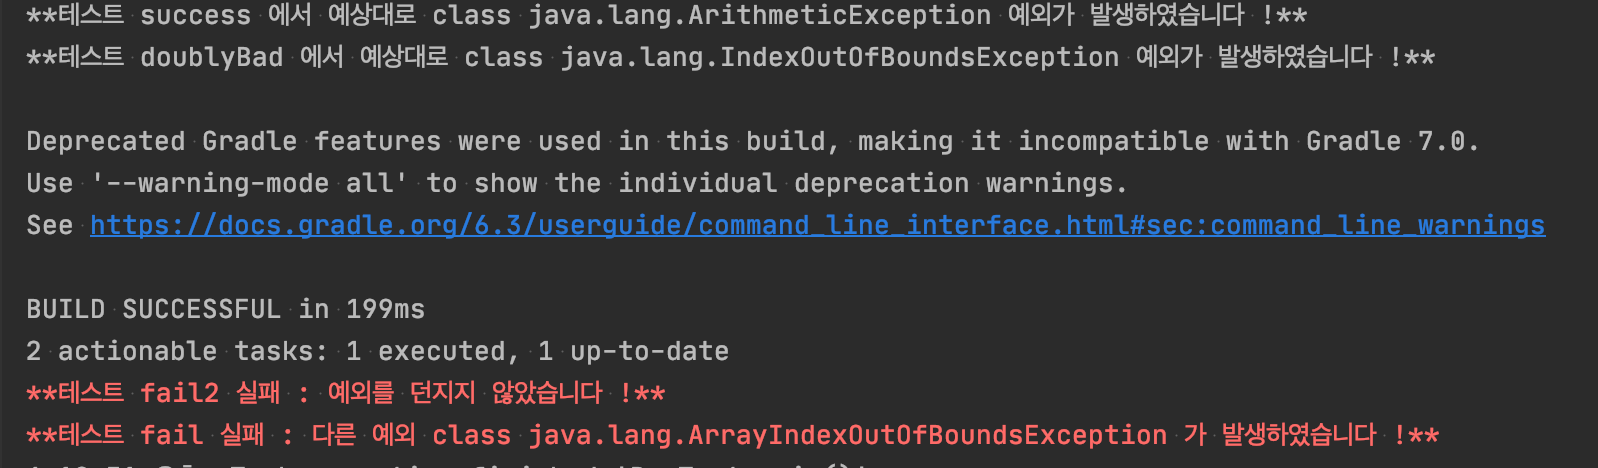 **테스트 success 에서 예상대로 class java.lang.ArithmeticException 예외가 발생하였습니다 !**
**테스트 doublyBad 에서 예상대로 class java.lang.IndexOutOfBoundsException 예외가 발생하였습니다 !**
Deprecated Gradle features were used in this build, making it incompatible with Gradle 7.0.
Use '--warning-mode all' to show the individual deprecation warnings.
See https://docs.gradle.org/6.3/userguide/command_line_interface.html#sec:command_line_warnings
BUILD SUCCESSFUL in 199ms
2 actionable tasks: 1 executed, 1 up-to-date
**테스트 fail2 실패 : 예외를 던지지 않았습니다 !**
**테스트 fail 실패 : 다른 예외 class java.lang.ArrayIndexOutOfBoundsException 가 발생하였습니다 !**